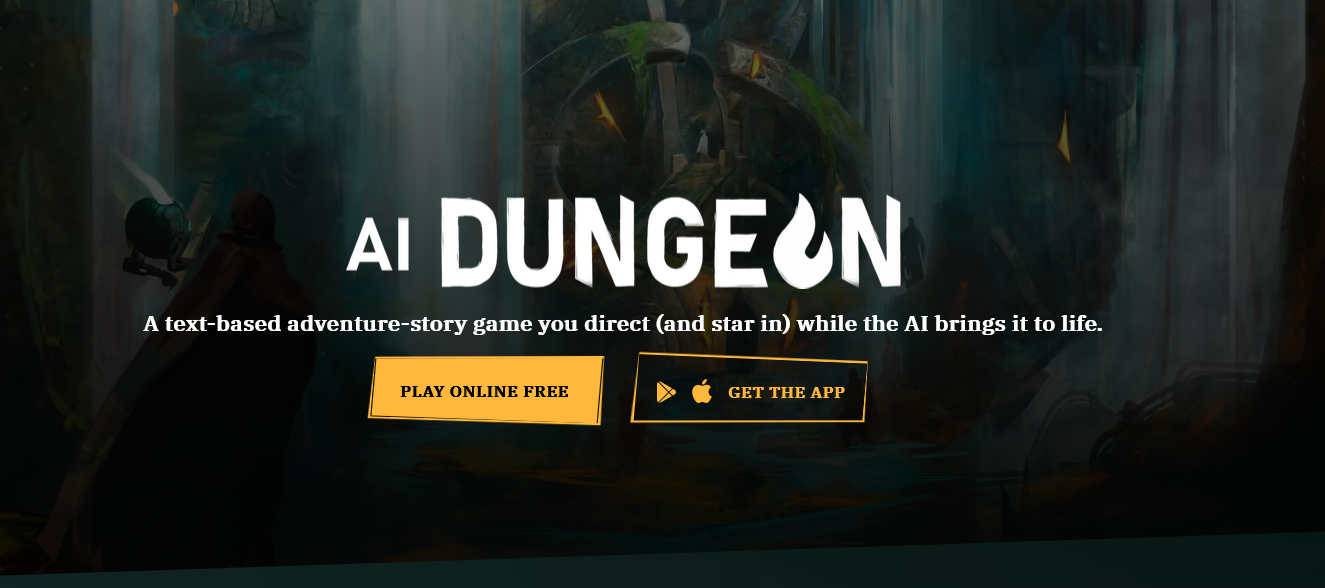 AI DUNGEON
A text-based adventure-story game you direct (and star in) while the AI brings it to life.
PLAY ONLINE FREE
GET THE APP